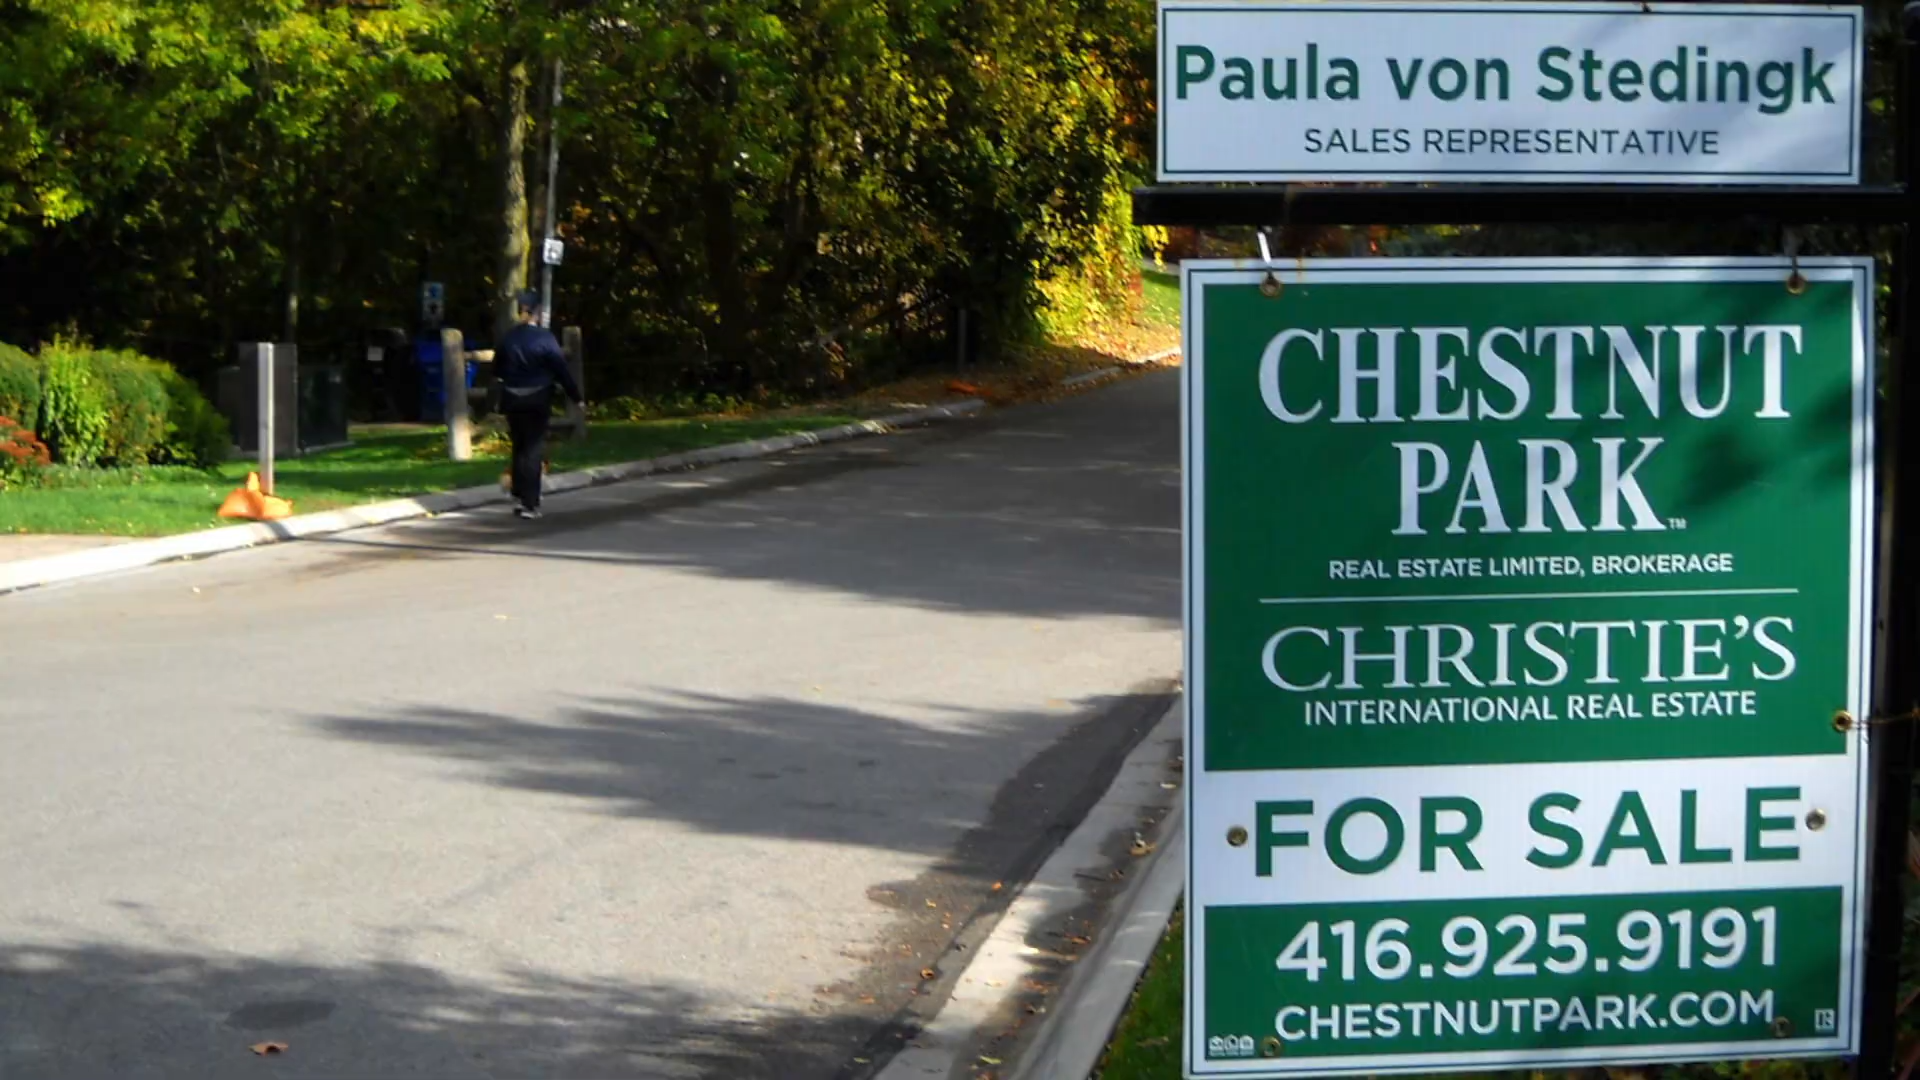 Paula von Stedingk
SALES REPRESENTATIVE
CHESTNUT
PARK™
REAL ESTATE LIMITED, BROKERAGE
CHRISTIE'S
INTERNATIONAL REAL ESTATE
FOR SALE
416.925.9191
CHESTNUTPARK.COM